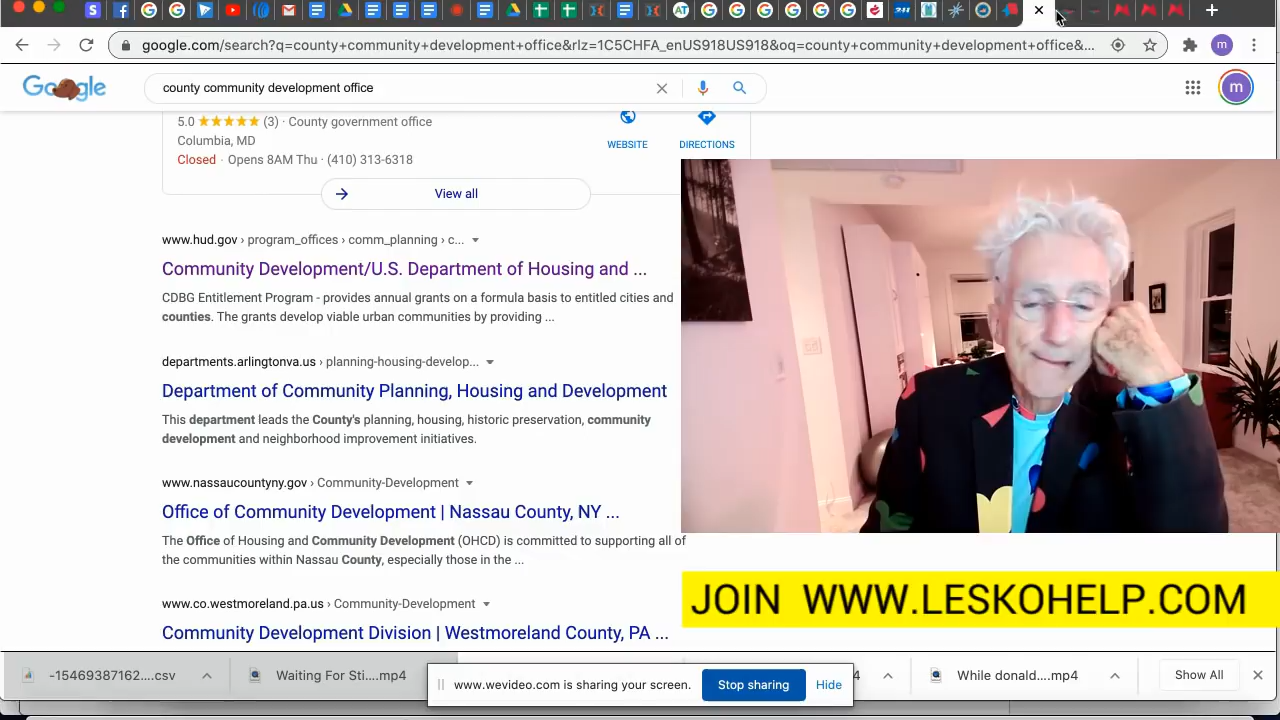 google.com/search?q=county+community+development+office&rlz=1C5CHFA_enUS918US918&oq=county+community+development+office&...
m
Google
county community development office
m
5.0 ★★★★★ (3) · County government office
Columbia, MD
Closed · Opens 8AM Thu · (410) 313-6318
WEBSITE
DIRECTIONS
View all
www.hud.gov › program_offices › comm_planning › c...
Community Development/U.S. Department of Housing and ...
CDBG Entitlement Program - provides annual grants on a formula basis to entitled cities and
counties. The grants develop viable urban communities by providing ...
departments.arlingtonva.us › planning-housing-develop...
Department of Community Planning, Housing and Development
This department leads the County's planning, housing, historic preservation, community
development and neighborhood improvement initiatives.
www.nassaucountyny.gov › Community-Development
Office of Community Development | Nassau County, NY ...
The Office of Housing and Community Development (OHCD) is committed to supporting all of
the communities within Nassau County, especially those in the ...
www.co.westmoreland.pa.us › Community-Development
Community Development Division | Westmoreland County, PA ...
JOIN WWW.LESKOHELP.COM
-15469387162....csv
Waiting For Sti....mp4
4
While donald....mp4
Show All
www.wevideo.com is sharing your screen.
Stop sharing
Hide